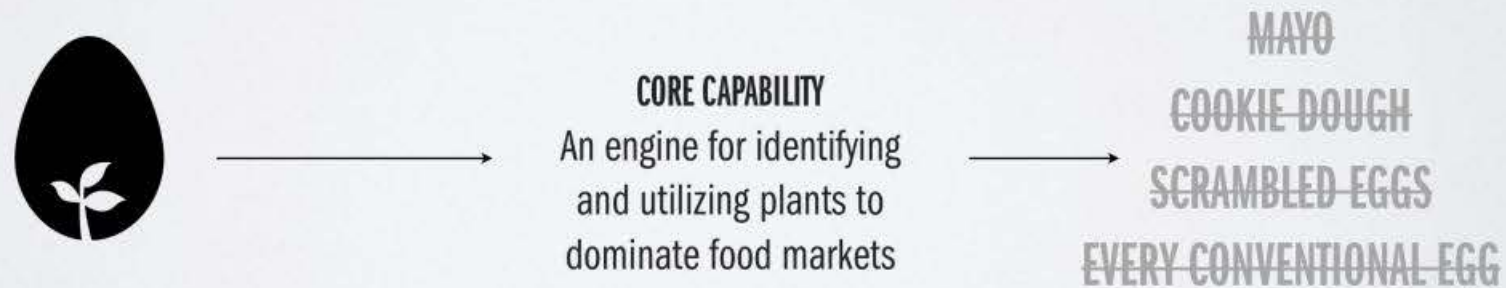 CORE CAPABILITY
An engine for identifying
and utilizing plants to
dominate food markets
MAYO
COOKIE DOUGH
SCRAMBLED EGGS
EVERY CONVENTIONAL EGG